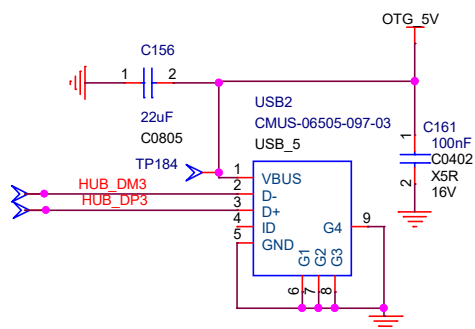 OTG_5V
C156
1 2
22uF
C0805
USB2
CMUS-06505-097-03
USB_5
TP184
C161
1
100nF
C0402
X5R
16V
2
HUB_DM3
HUB_DP3
1 VBUS
2 D-
3 D+
4 ID
5 GND
G4 9
G1 G2 G3
6 7 8